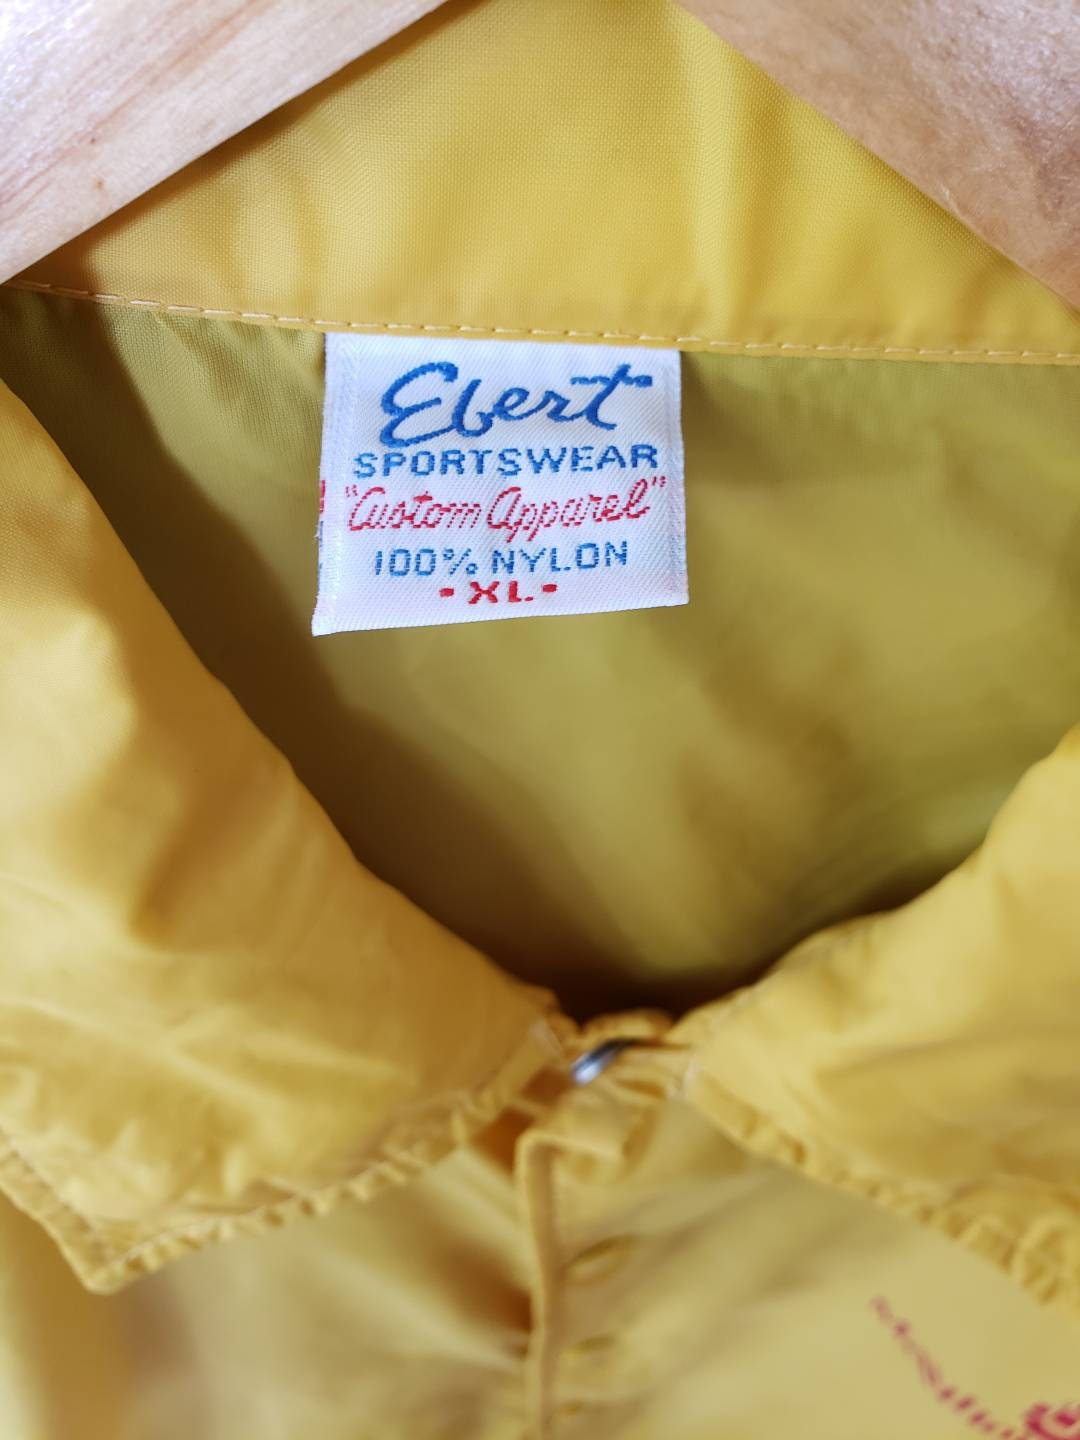 Ebert
SPORTSWEAR
"Custom Apparel"
100% NYLON
- XL -